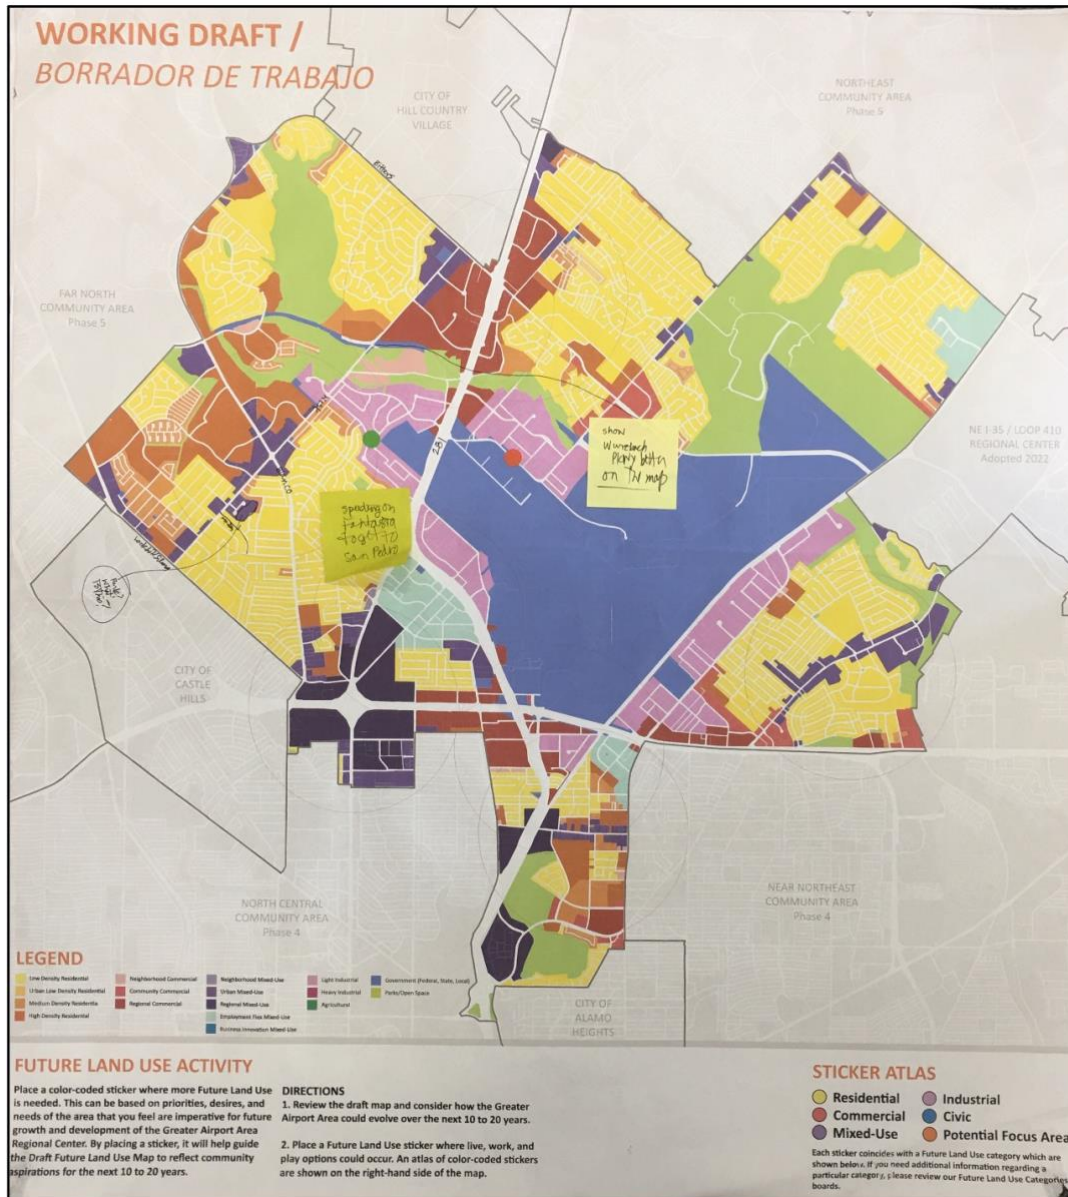 WORKING DRAFT /
BORRADOR DE TRABAJO
CITY OF
HILL COUNTRY
VILLAGE
NORTHEAST
COMMUNITY AREA
Phase 5
FAR NORTH
COMMUNITY AREA
Phase 5
NE I-35 / LOOP 410
REGIONAL CENTER
Adopted 2022
281
show
Planning better
on the map
speeding on
fantasia
to get to
San Pedro
CITY OF
CASTLE
HILLS
NORTH CENTRAL
COMMUNITY AREA
Phase 4
NEAR NORTHEAST
COMMUNITY AREA
Phase 4
CITY OF
ALAMO
HEIGHTS
LEGEND
Low Density Residential
Urban Low Density Residential
Medium Density Residential
High Density Residential
Neighborhood Commercial
Community Commercial
Regional Commercial
Neighborhood Mixed-Use
Urban Mixed-Use
Regional Mixed-Use
Employment Flex Mixed-Use
Business Innovation Mixed-Use
Light Industrial
Heavy Industrial
Agricultural
Government (Federal, State, Local)
Parks/Open Space
FUTURE LAND USE ACTIVITY
Place a color-coded sticker where more Future Land Use
is needed. This can be based on priorities, desires, and
needs of the area that you feel are imperative for future
growth and development of the Greater Airport Area
Regional Center. By placing a sticker, it will help guide
the Draft Future Land Use Map to reflect community
aspirations for the next 10 to 20 years.
DIRECTIONS
1. Review the draft map and consider how the Greater
Airport Area could evolve over the next 10 to 20 years.
2. Place a Future Land Use sticker where live, work, and
play options could occur. An atlas of color-coded stickers
are shown on the right-hand side of the map.
STICKER ATLAS
Residential
Commercial
Mixed-Use
Industrial
Civic
Potential Focus Area
Each sticker coincides with a Future Land Use category which are
shown below. If you need additional information regarding a
particular category, please review our Future Land Use Categories
boards.